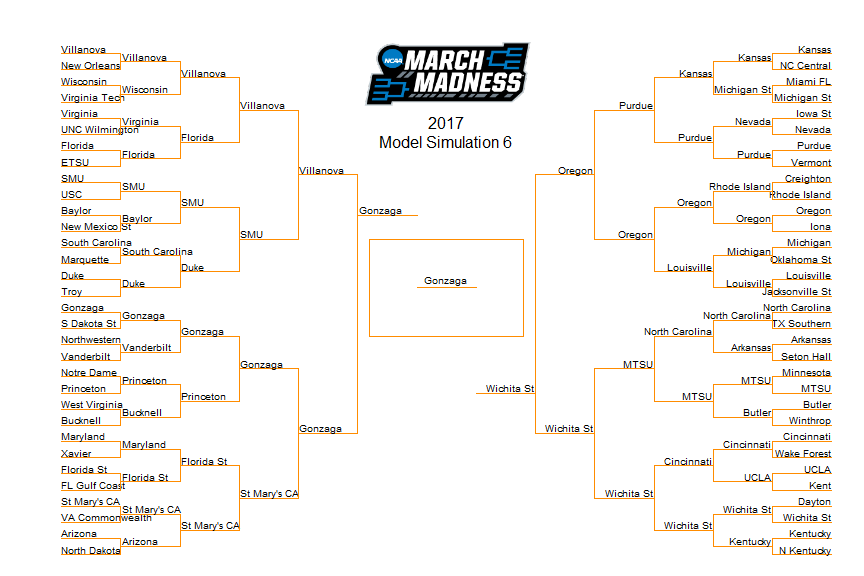 NCAA
MARCH
MADNESS
2017
Model Simulation 6
Villanova
New Orleans
Wisconsin
Virginia Tech
Virginia
UNC Wilmington
Florida
ETSU
SMU
USC
Baylor
New Mexico St
South Carolina
Marquette
Duke
Troy
Gonzaga
S Dakota St
Northwestern
Vanderbilt
Notre Dame
Princeton
West Virginia
Bucknell
Maryland
Xavier
Florida St
FL Gulf Coast
St Mary's CA
VA Commonwealth
Arizona
North Dakota
Villanova
Wisconsin
Virginia
Florida
SMU
Baylor
South Carolina
Duke
Gonzaga
Vanderbilt
Princeton
Bucknell
Maryland
Florida St
St Mary's CA
Arizona
Villanova
Florida
SMU
Duke
Gonzaga
Princeton
Florida St
St Mary's CA
Villanova
SMU
Gonzaga
St Mary's CA
Villanova
Gonzaga
Gonzaga
Gonzaga
Wichita St
Oregon
Wichita St
Purdue
Oregon
MTSU
Wichita St
Kansas
Purdue
Oregon
Louisville
North Carolina
MTSU
Cincinnati
Wichita St
Kansas
Michigan St
Nevada
Purdue
Rhode Island
Oregon
Michigan
Louisville
North Carolina
Arkansas
MTSU
Butler
Cincinnati
UCLA
Wichita St
Kentucky
Kansas
NC Central
Miami FL
Michigan St
Iowa St
Nevada
Purdue
Vermont
Creighton
Rhode Island
Oregon
Iona
Michigan
Oklahoma St
Louisville
Jacksonville St
North Carolina
TX Southern
Arkansas
Seton Hall
Minnesota
MTSU
Butler
Winthrop
Cincinnati
Wake Forest
UCLA
Kent
Dayton
Wichita St
Kentucky
N Kentucky